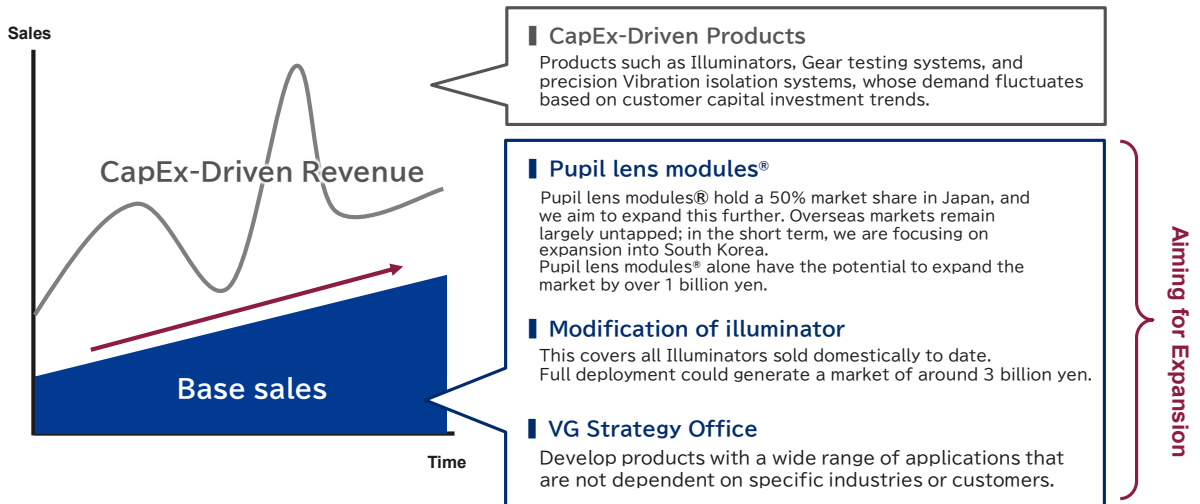 Sales
CapEx-Driven Revenue
Base sales
Time
CapEx-Driven Products
Products such as Illuminators, Gear testing systems, and
precision Vibration isolation systems, whose demand fluctuates
based on customer capital investment trends.
Pupil lens modules®
Pupil lens modules® hold a 50% market share in Japan, and
we aim to expand this further. Overseas markets remain
largely untapped; in the short term, we are focusing on
expansion into South Korea.
Pupil lens modules® alone have the potential to expand the
market by over 1 billion yen.
Modification of illuminator
This covers all Illuminators sold domestically to date.
Full deployment could generate a market of around 3 billion yen.
VG Strategy Office
Develop products with a wide range of applications that
are not dependent on specific industries or customers.
Aiming for Expansion